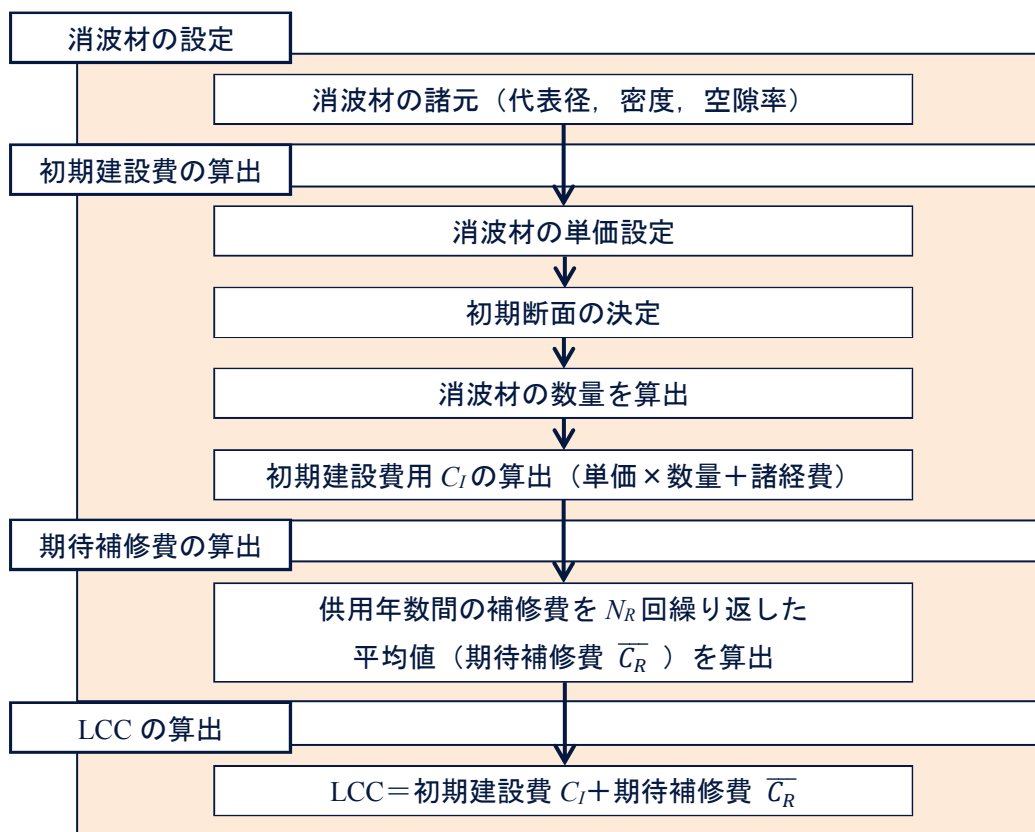 消波材の設定
消波材の諸元（代表径，密度，空隙率）
初期建設費の算出
消波材の単価設定
初期断面の決定
消波材の数量を算出
初期建設費用 C_I の算出（単価×数量＋諸経費）
期待補修費の算出
供用年数間の補修費を N_R 回繰り返した
平均値（期待補修費 \overline{C_R} ）を算出
LCC の算出
LCC＝初期建設費 C_I＋期待補修費 \overline{C_R}